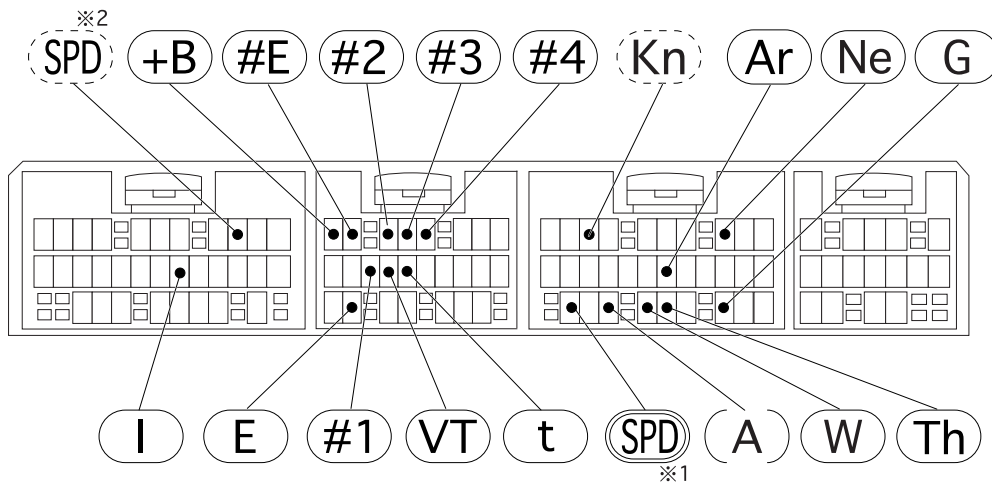 ※2
SPD +B #E #2 #3 #4 Kn Ar Ne G
I E #1 VT t SPD A W Th
※1